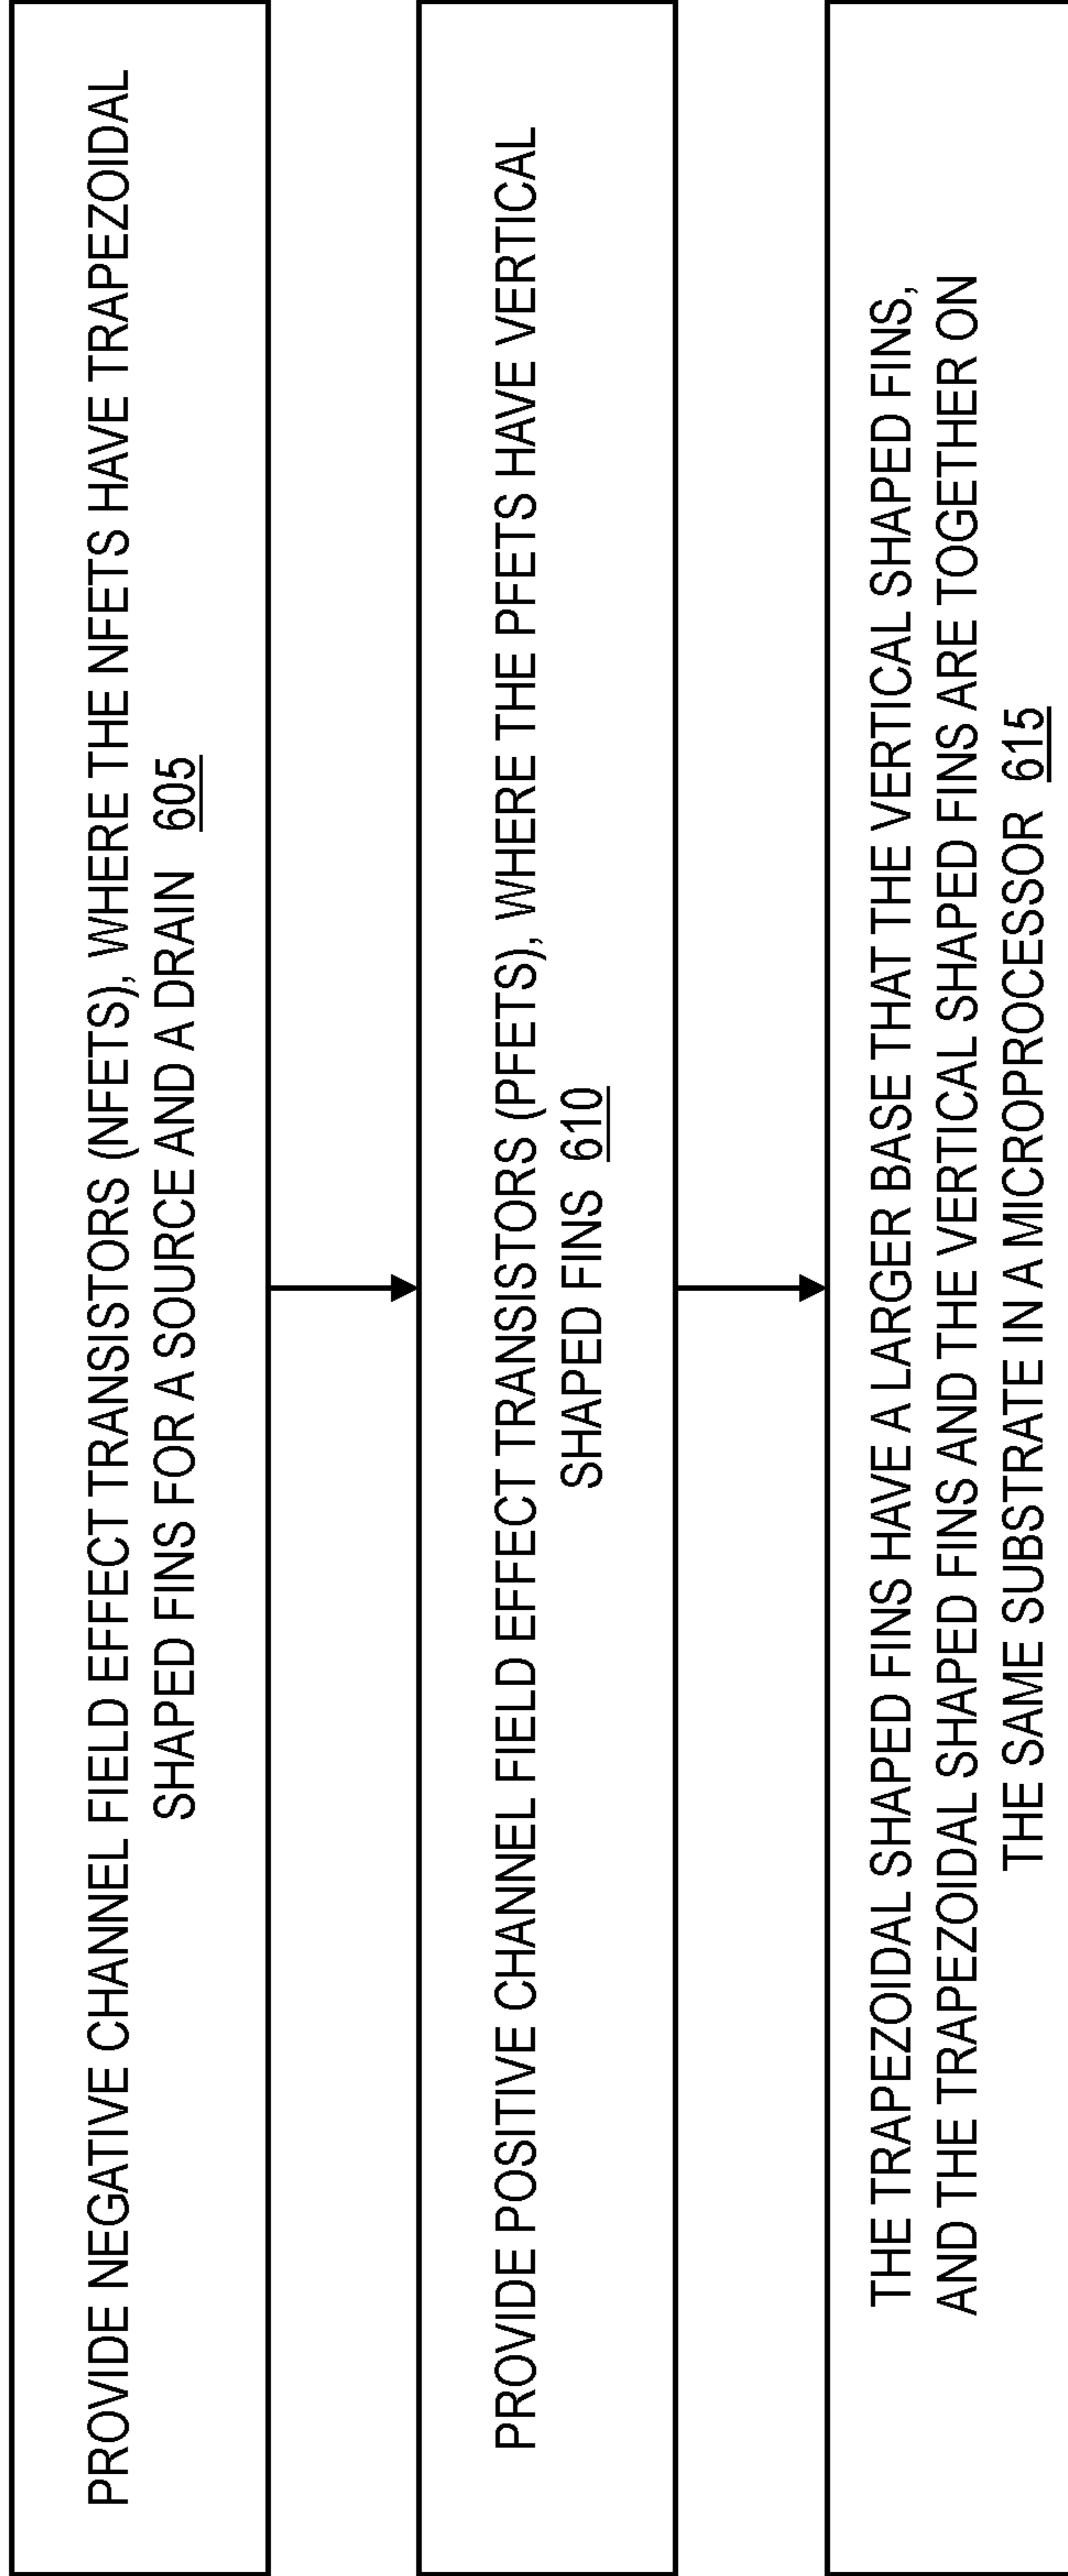 PROVIDE NEGATIVE CHANNEL FIELD EFFECT TRANSISTORS (NFETS), WHERE THE NFETS HAVE TRAPEZOIDAL
SHAPED FINS FOR A SOURCE AND A DRAIN 605
PROVIDE POSITIVE CHANNEL FIELD EFFECT TRANSISTORS (PFETS), WHERE THE PFETS HAVE VERTICAL
SHAPED FINS 610
THE TRAPEZOIDAL SHAPED FINS HAVE A LARGER BASE THAT THE VERTICAL SHAPED FINS,
AND THE TRAPEZOIDAL SHAPED FINS AND THE VERTICAL SHAPED FINS ARE TOGETHER ON
THE SAME SUBSTRATE IN A MICROPROCESSOR 615